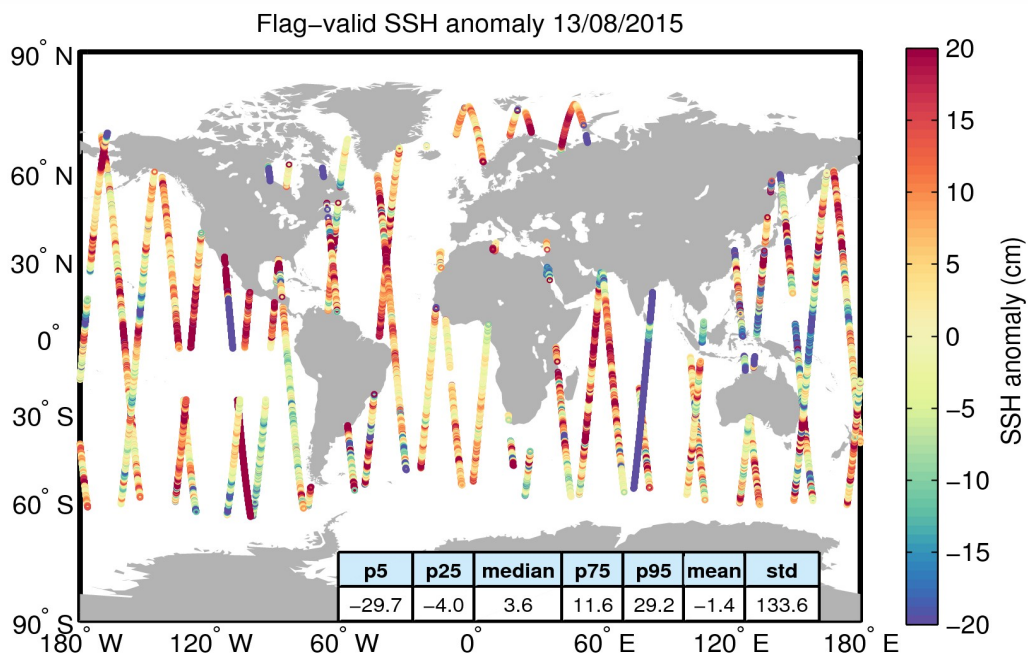 Flag−valid SSH anomaly 13/08/2015
90° N
60° N
30° N
0°
30° S
60° S
90° S
180° W
120° W
60° W
0°
60° E
120° E
180° E
p5 p25 median p75 p95 mean std
−29.7 −4.0 3.6 11.6 29.2 −1.4 133.6
20
15
10
5
0
−5
−10
−15
−20
SSH anomaly (cm)